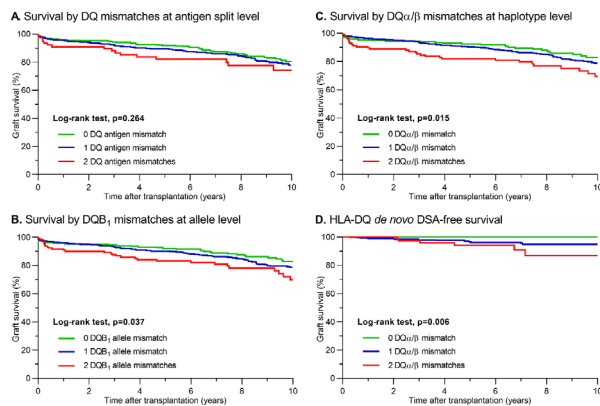 A. Survival by DQ mismatches at antigen split level
100
80
60
40
20
0
Graft survival (%)
Log-rank test, p=0.264
0 DQ antigen mismatch
1 DQ antigen mismatch
2 DQ antigen mismatches
0 2 4 6 8 10
Time after transplantation (years)
B. Survival by DQB1 mismatches at allele level
100
80
60
40
20
0
Graft survival (%)
Log-rank test, p=0.037
0 DQB1 allele mismatch
1 DQB1 allele mismatch
2 DQB1 allele mismatches
0 2 4 6 8 10
Time after transplantation (years)
C. Survival by DQα/β mismatches at haplotype level
100
80
60
40
20
0
Graft survival (%)
Log-rank test, p=0.015
0 DQα/β mismatch
1 DQα/β mismatch
2 DQα/β mismatches
0 2 4 6 8 10
Time after transplantation (years)
D. HLA-DQ de novo DSA-free survival
100
80
60
40
20
0
Graft survival (%)
Log-rank test, p=0.006
0 DQα/β mismatch
1 DQα/β mismatch
2 DQα/β mismatches
0 2 4 6 8 10
Time after transplantation (years)